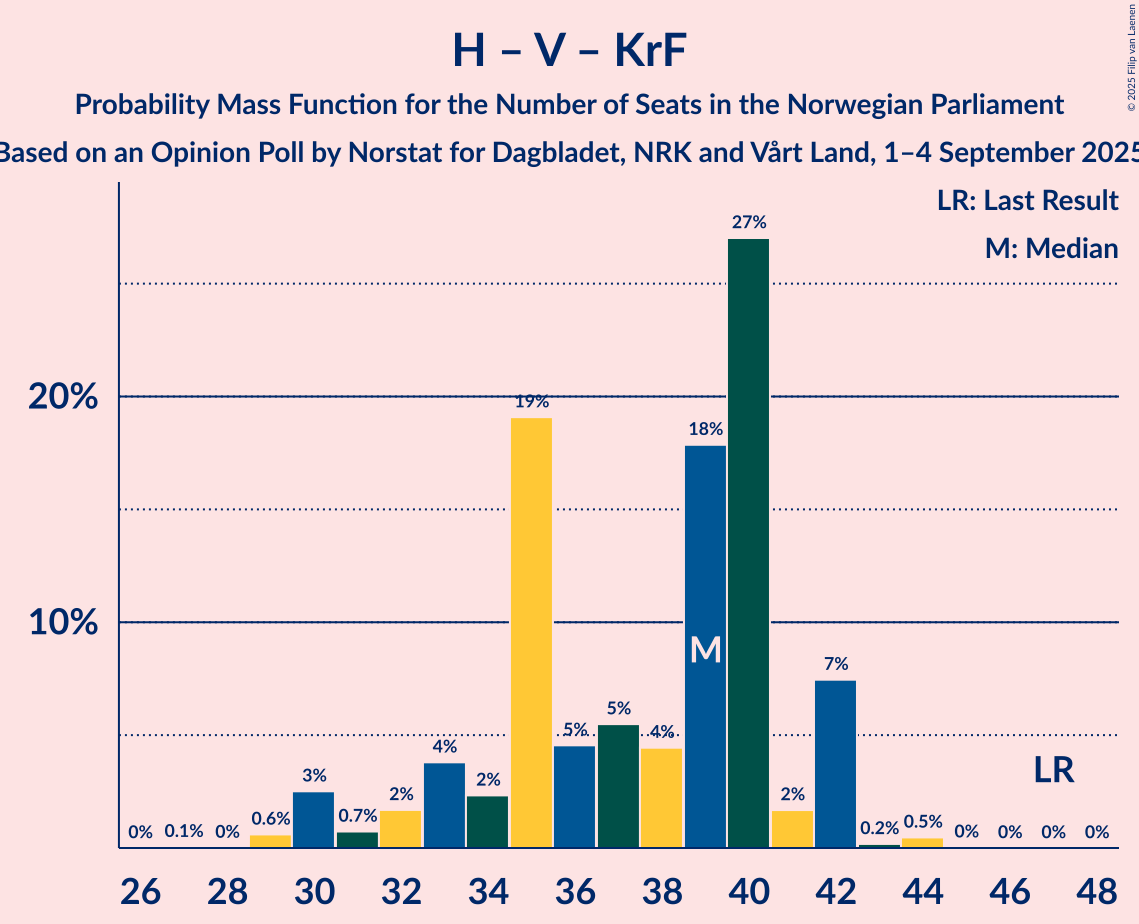 © 2025 Filip van Laenen
H – V – KrF
Probability Mass Function for the Number of Seats in the Norwegian Parliament
Based on an Opinion Poll by Norstat for Dagbladet, NRK and Vårt Land, 1–4 September 2025
LR: Last Result
M: Median
20%
10%
0% 0.1% 0% 0.6% 3% 0.7% 2% 4% 2% 19% 5% 5% 4% 18% 27% 2% 7% 0.2% 0.5% 0% 0% 0% 0%
M
LR
26 28 30 32 34 36 38 40 42 44 46 48